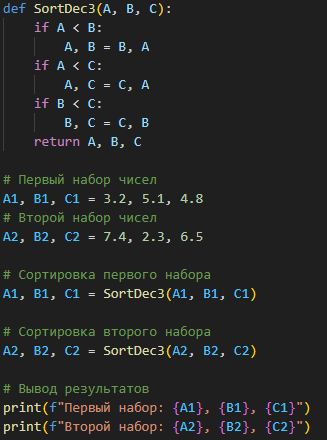 def SortDec3(A, B, C):
    if A < B:
        A, B = B, A
    if A < C:
        A, C = C, A
    if B < C:
        B, C = C, B
    return A, B, C

# Первый набор чисел
A1, B1, C1 = 3.2, 5.1, 4.8
# Второй набор чисел
A2, B2, C2 = 7.4, 2.3, 6.5

# Сортировка первого набора
A1, B1, C1 = SortDec3(A1, B1, C1)

# Сортировка второго набора
A2, B2, C2 = SortDec3(A2, B2, C2)

# Вывод результатов
print(f"Первый набор: {A1}, {B1}, {C1}")
print(f"Второй набор: {A2}, {B2}, {C2}")